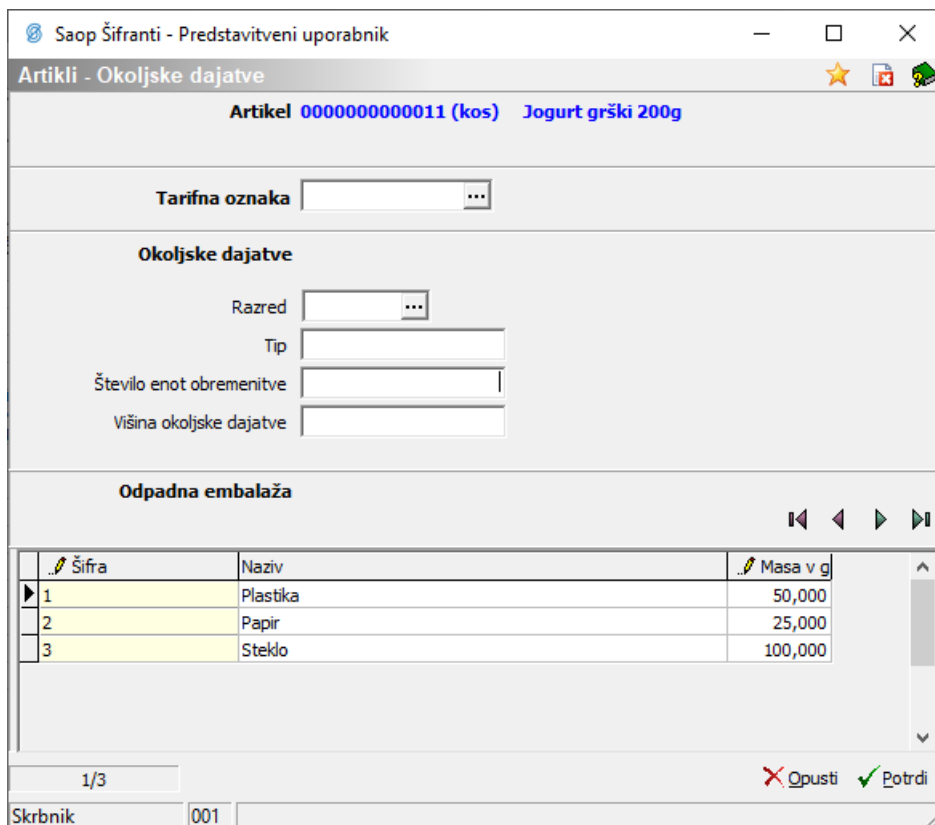 Saop Šifranti - Predstavitveni uporabnik
Artikli - Okoljske dajatve
Artikel 0000000000011 (kos) Jogurt grški 200g
Tarifna oznaka ...
Okoljske dajatve
Razred ...
Tip
Število enot obremenitve
Višina okoljske dajatve
Odpadna embalaža
Šifra Naziv Masa v g
1 Plastika 50,000
2 Papir 25,000
3 Steklo 100,000
1/3 Opusti Potrdi
Skrbnik 001